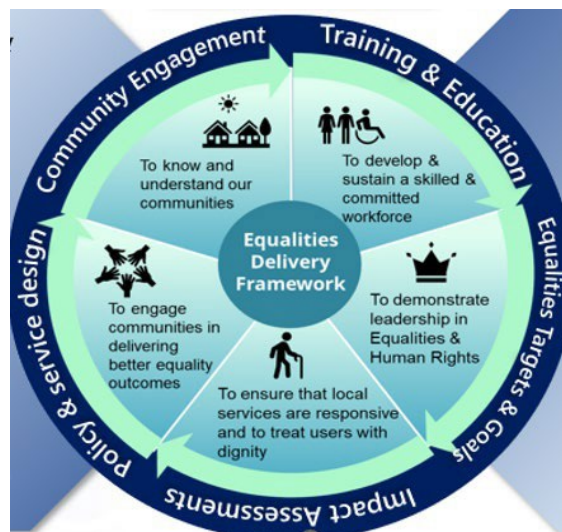 Community Engagement
Training & Education
Equalities Targets & Goals
Impact Assessments
Policy & service design
To know and
understand our
communities
To develop &
sustain a skilled &
committed
workforce
Equalities
Delivery
Framework
To demonstrate
leadership in
Equalities &
Human Rights
To ensure that local
services are responsive
and to treat users with
dignity
To engage
communities in
delivering
better equality
outcomes